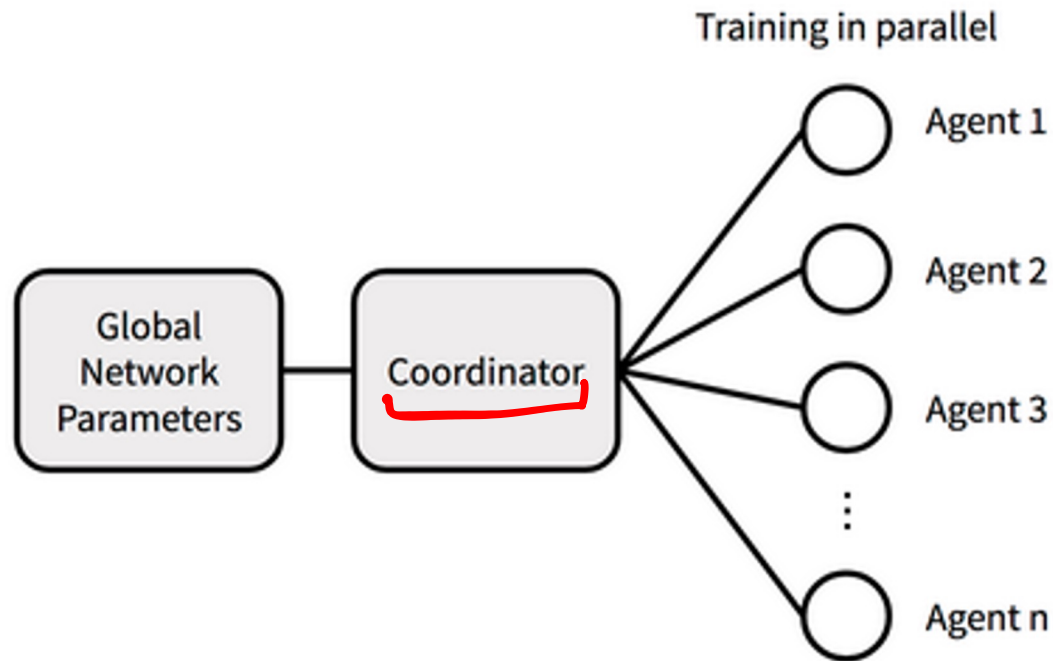 Training in parallel
Agent 1
Agent 2
Global
Network
Parameters
Coordinator
Agent 3
Agent n